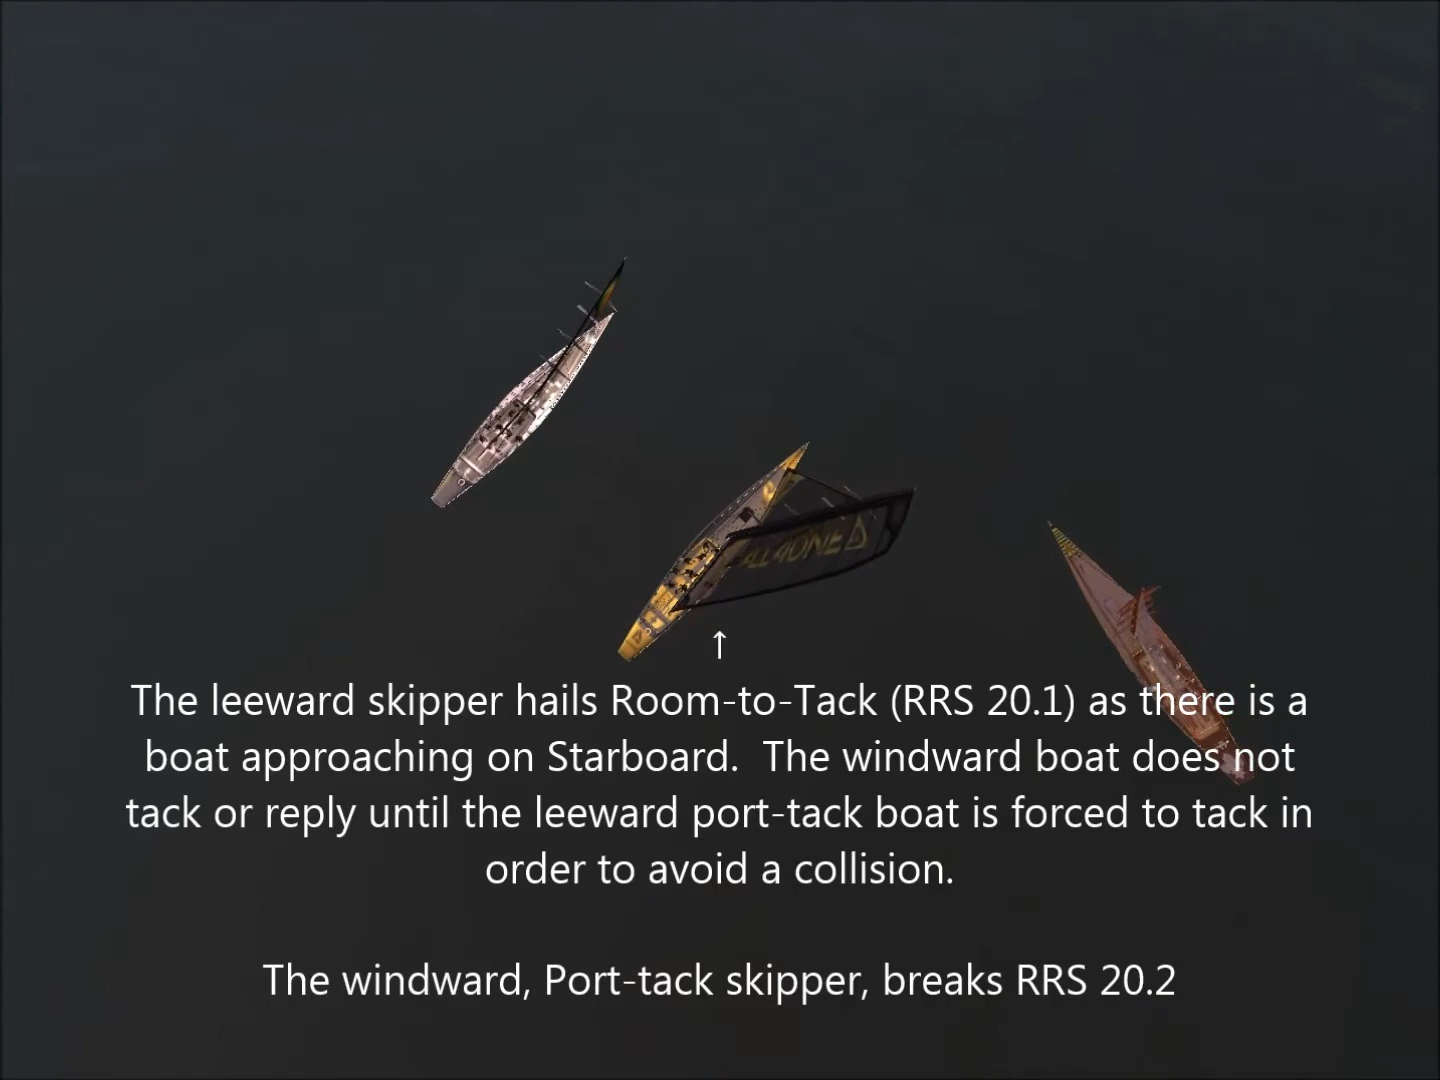 ALL4ONE
↑
The leeward skipper hails Room-to-Tack (RRS 20.1) as there is a
boat approaching on Starboard.  The windward boat does not
tack or reply until the leeward port-tack boat is forced to tack in
order to avoid a collision.
The windward, Port-tack skipper, breaks RRS 20.2